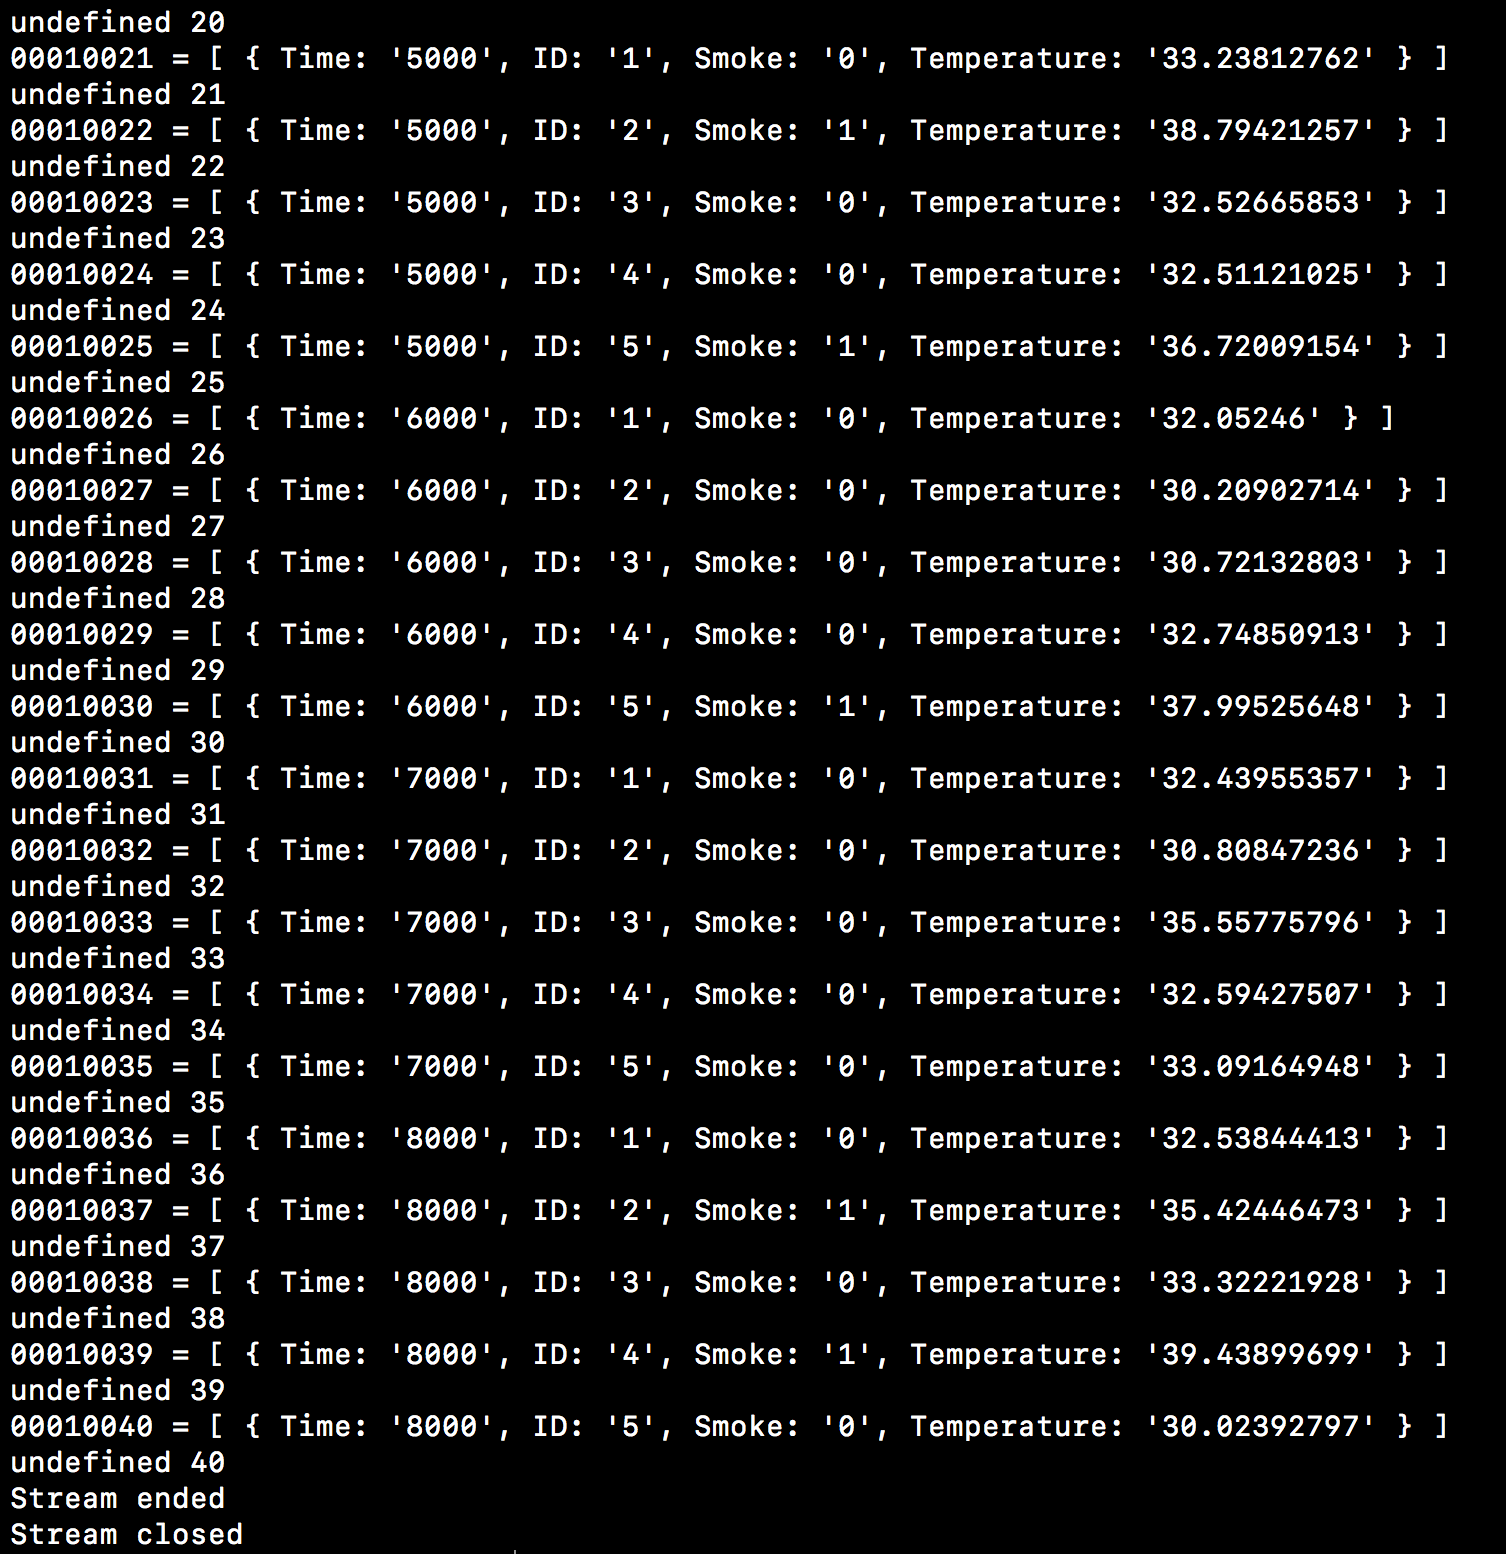 undefined 20
00010021 = [ { Time: '5000', ID: '1', Smoke: '0', Temperature: '33.23812762' } ]
undefined 21
00010022 = [ { Time: '5000', ID: '2', Smoke: '1', Temperature: '38.79421257' } ]
undefined 22
00010023 = [ { Time: '5000', ID: '3', Smoke: '0', Temperature: '32.52665853' } ]
undefined 23
00010024 = [ { Time: '5000', ID: '4', Smoke: '0', Temperature: '32.51121025' } ]
undefined 24
00010025 = [ { Time: '5000', ID: '5', Smoke: '1', Temperature: '36.72009154' } ]
undefined 25
00010026 = [ { Time: '6000', ID: '1', Smoke: '0', Temperature: '32.05246' } ]
undefined 26
00010027 = [ { Time: '6000', ID: '2', Smoke: '0', Temperature: '30.20902714' } ]
undefined 27
00010028 = [ { Time: '6000', ID: '3', Smoke: '0', Temperature: '30.72132803' } ]
undefined 28
00010029 = [ { Time: '6000', ID: '4', Smoke: '0', Temperature: '32.74850913' } ]
undefined 29
00010030 = [ { Time: '6000', ID: '5', Smoke: '1', Temperature: '37.99525648' } ]
undefined 30
00010031 = [ { Time: '7000', ID: '1', Smoke: '0', Temperature: '32.43955357' } ]
undefined 31
00010032 = [ { Time: '7000', ID: '2', Smoke: '0', Temperature: '30.80847236' } ]
undefined 32
00010033 = [ { Time: '7000', ID: '3', Smoke: '0', Temperature: '35.55775796' } ]
undefined 33
00010034 = [ { Time: '7000', ID: '4', Smoke: '0', Temperature: '32.59427507' } ]
undefined 34
00010035 = [ { Time: '7000', ID: '5', Smoke: '0', Temperature: '33.09164948' } ]
undefined 35
00010036 = [ { Time: '8000', ID: '1', Smoke: '0', Temperature: '32.53844413' } ]
undefined 36
00010037 = [ { Time: '8000', ID: '2', Smoke: '1', Temperature: '35.42446473' } ]
undefined 37
00010038 = [ { Time: '8000', ID: '3', Smoke: '0', Temperature: '33.32221928' } ]
undefined 38
00010039 = [ { Time: '8000', ID: '4', Smoke: '1', Temperature: '39.43899699' } ]
undefined 39
00010040 = [ { Time: '8000', ID: '5', Smoke: '0', Temperature: '30.02392797' } ]
undefined 40
Stream ended
Stream closed